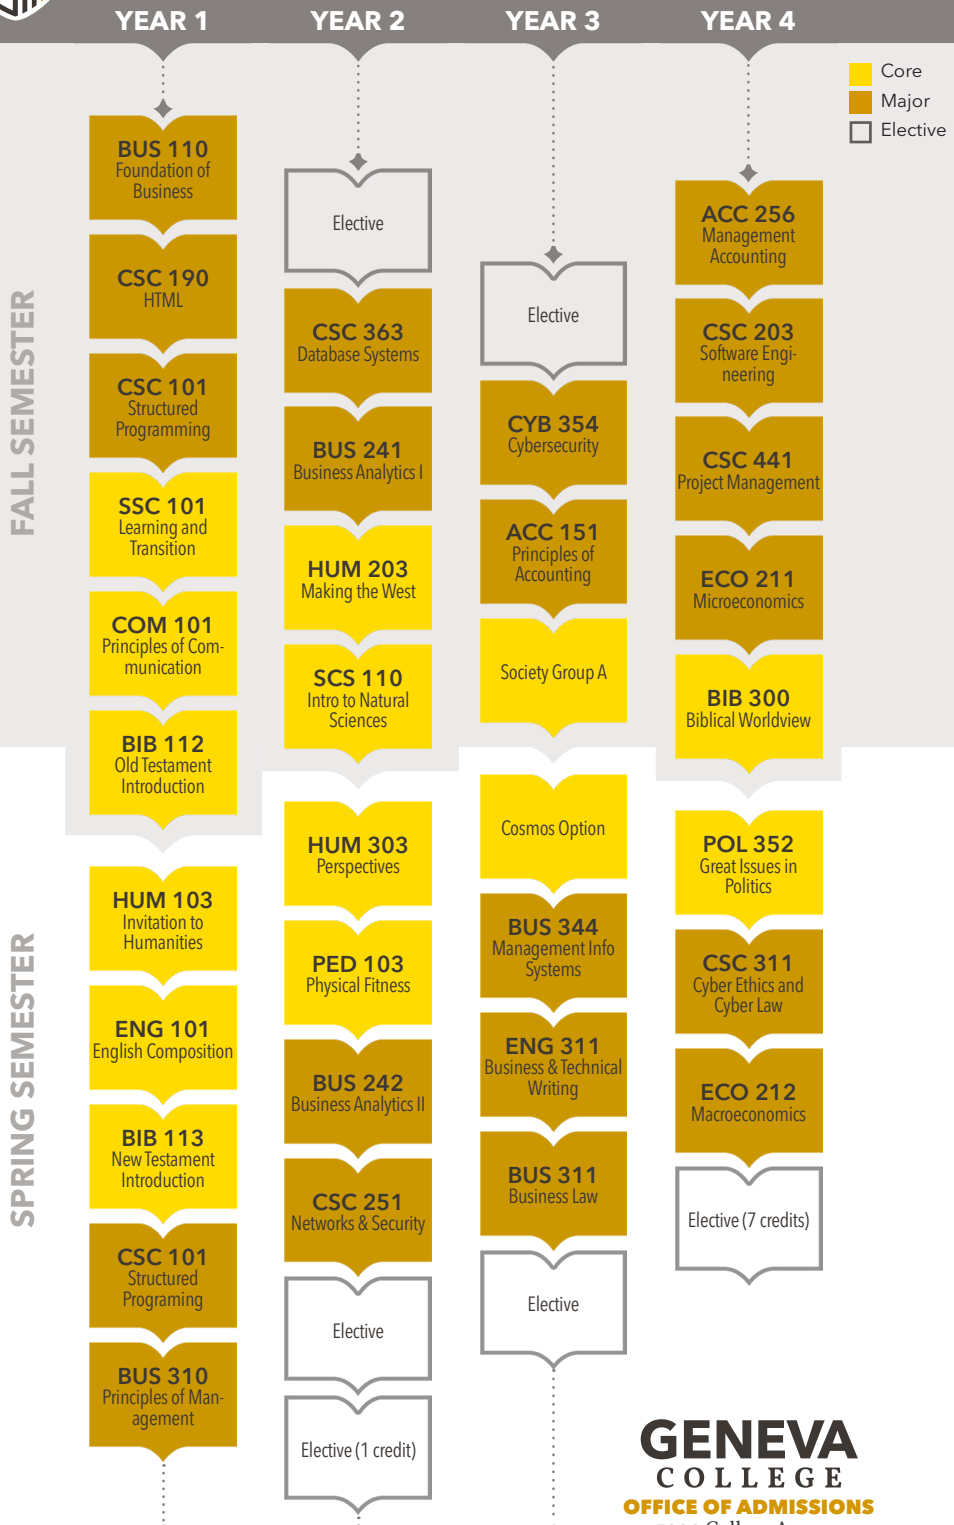 YEAR 1
YEAR 2
YEAR 3
YEAR 4
Core
Major
Elective
FALL SEMESTER
BUS 110
Foundation of
Business
CSC 190
HTML
CSC 101
Structured
Programming
SSC 101
Learning and
Transition
COM 101
Principles of Com-
munication
BIB 112
Old Testament
Introduction
Elective
CSC 363
Database Systems
BUS 241
Business Analytics I
HUM 203
Making the West
SCS 110
Intro to Natural
Sciences
Elective
CYB 354
Cybersecurity
ACC 151
Principles of
Accounting
Society Group A
ACC 256
Management
Accounting
CSC 203
Software Engi-
neering
CSC 441
Project Management
ECO 211
Microeconomics
BIB 300
Biblical Worldview
SPRING SEMESTER
HUM 103
Invitation to
Humanities
ENG 101
English Composition
BIB 113
New Testament
Introduction
CSC 101
Structured
Programing
BUS 310
Principles of Man-
agement
HUM 303
Perspectives
PED 103
Physical Fitness
BUS 242
Business Analytics II
CSC 251
Networks & Security
Elective
Elective (1 credit)
Cosmos Option
BUS 344
Management Info
Systems
ENG 311
Business & Technical
Writing
BUS 311
Business Law
Elective
POL 352
Great Issues in
Politics
CSC 311
Cyber Ethics and
Cyber Law
ECO 212
Macroeconomics
Elective (7 credits)
GENEVA
COLLEGE
OFFICE OF ADMISSIONS
College